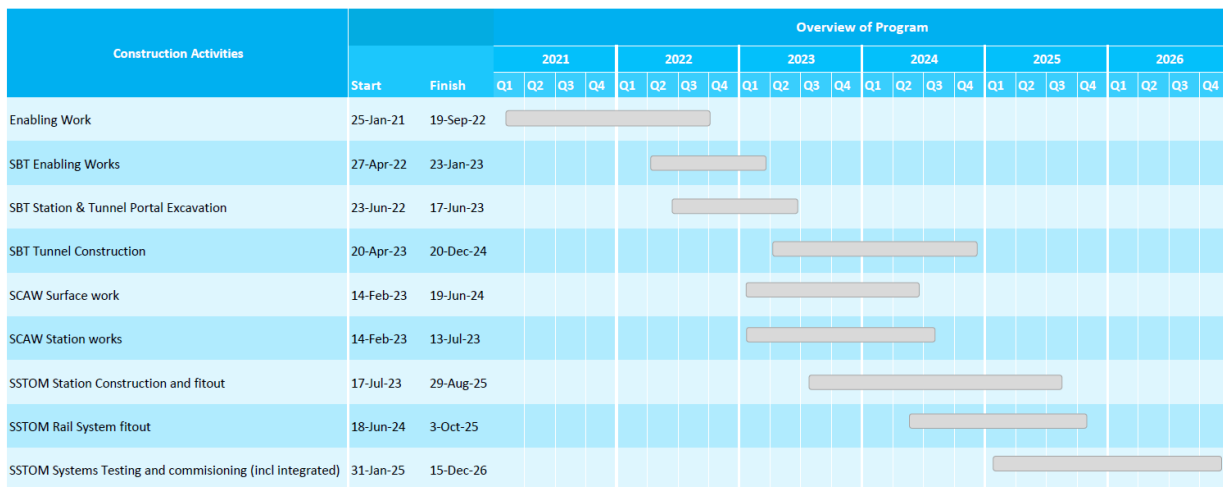 Overview of Program
Construction Activities
2021 2022 2023 2024 2025 2026
Start Finish Q1 Q2 Q3 Q4 Q1 Q2 Q3 Q4 Q1 Q2 Q3 Q4 Q1 Q2 Q3 Q4 Q1 Q2 Q3 Q4 Q1 Q2 Q3 Q4
Enabling Work 25-Jan-21 19-Sep-22
SBT Enabling Works 27-Apr-22 23-Jan-23
SBT Station & Tunnel Portal Excavation 23-Jun-22 17-Jun-23
SBT Tunnel Construction 20-Apr-23 20-Dec-24
SCAW Surface work 14-Feb-23 19-Jun-24
SCAW Station works 14-Feb-23 13-Jul-23
SSTOM Station Construction and fitout 17-Jul-23 29-Aug-25
SSTOM Rail System fitout 18-Jun-24 3-Oct-25
SSTOM Systems Testing and commisioning (incl integrated) 31-Jan-25 15-Dec-26